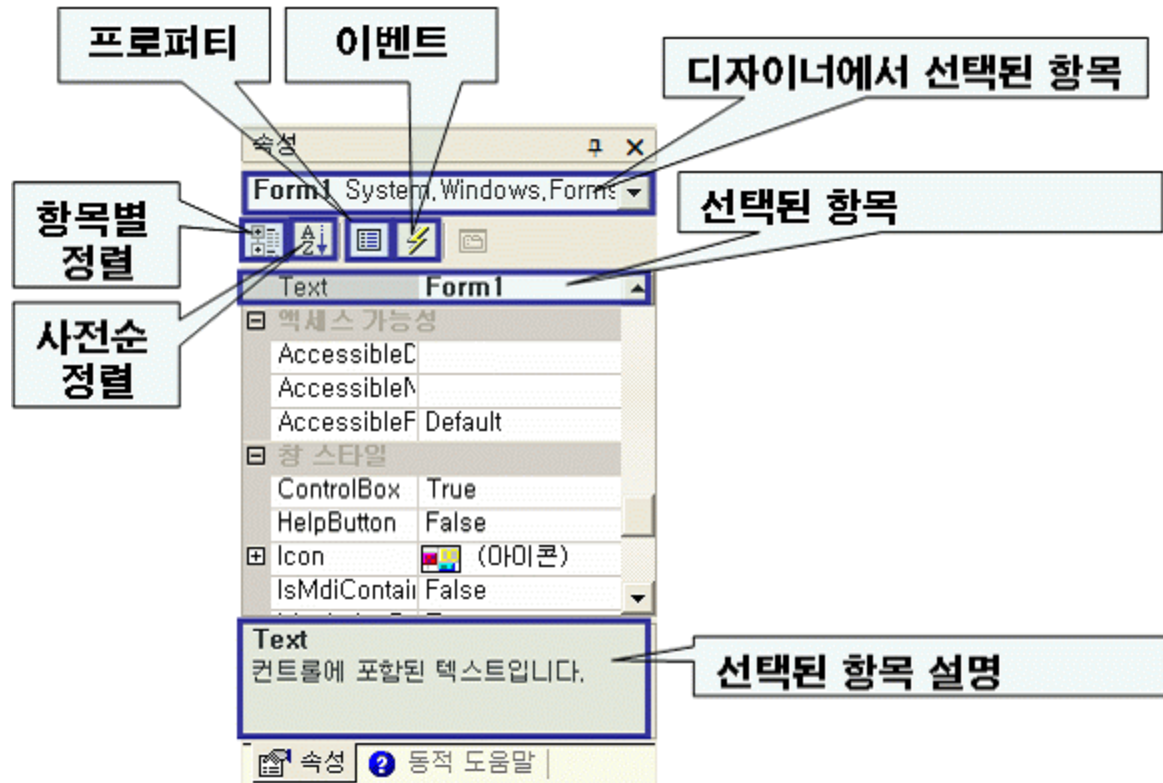 프로퍼티
이벤트
디자이너에서 선택된 항목
속성
Form1 System.Windows.Forms
항목별
정렬
선택된 항목
사전순
정렬
Text Form1
액세스 가능성
AccessibleD
AccessibleN
AccessibleF Default
창 스타일
ControlBox True
HelpButton False
Icon (아이콘)
IsMdiContai False
Text
컨트롤에 포함된 텍스트입니다.
선택된 항목 설명
속성 동적 도움말